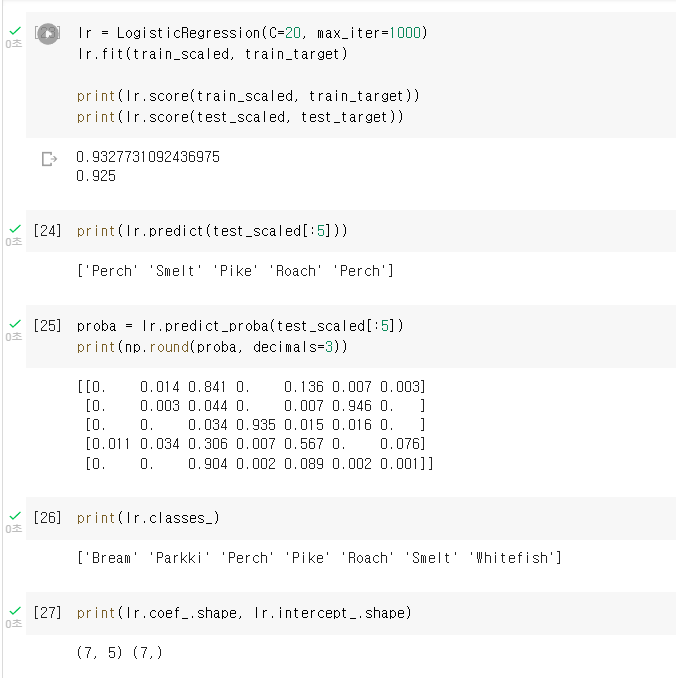 lr = LogisticRegression(C=20, max_iter=1000)
0초
lr.fit(train_scaled, train_target)
print(lr.score(train_scaled, train_target))
print(lr.score(test_scaled, test_target))
0.9327731092436975
0.925
[24] print(lr.predict(test_scaled[:5]))
0초
['Perch' 'Smelt' 'Pike' 'Roach' 'Perch']
[25] proba = lr.predict_proba(test_scaled[:5])
0초
print(np.round(proba, decimals=3))
[[0.    0.014 0.841 0.    0.136 0.007 0.003]
 [0.    0.003 0.044 0.    0.007 0.946 0.   ]
 [0.    0.    0.034 0.935 0.015 0.016 0.   ]
 [0.011 0.034 0.306 0.007 0.567 0.    0.076]
 [0.    0.    0.904 0.002 0.089 0.002 0.001]]
[26] print(lr.classes_)
0초
['Bream' 'Parkki' 'Perch' 'Pike' 'Roach' 'Smelt' 'Whitefish']
[27] print(lr.coef_.shape, lr.intercept_.shape)
0초
(7, 5) (7,)